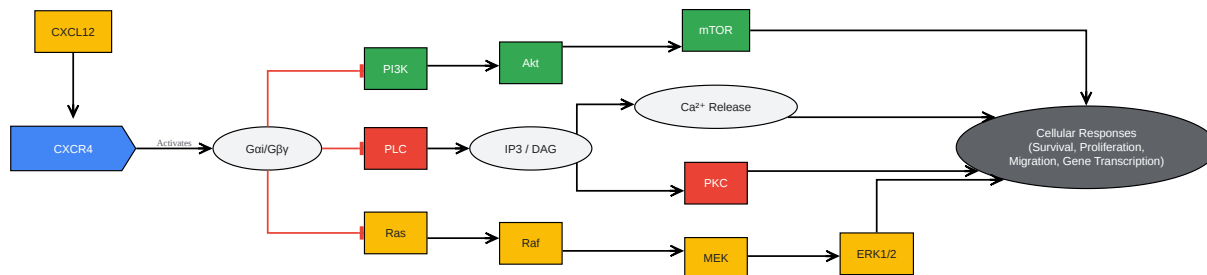 CXCL12
mTOR
PI3K
Akt
Ca²⁺ Release
CXCR4
Activates
Gαi/Gβγ
PLC
IP3 / DAG
Cellular Responses
(Survival, Proliferation,
Migration, Gene Transcription)
PKC
Ras
Raf
MEK
ERK1/2